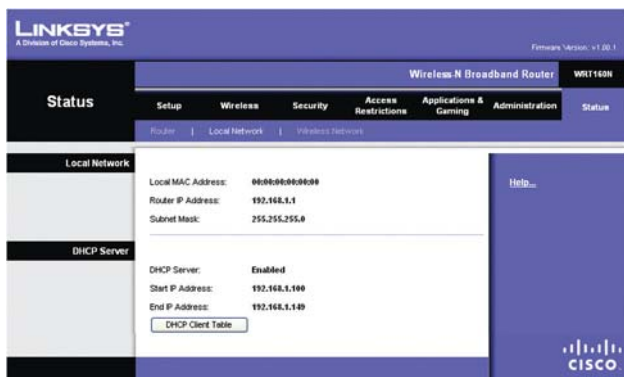 LINKSYS®
A Division of Cisco Systems, Inc.
Firmware Version: v1.00.1
Wireless-N Broadband Router WRT160N
Status
Setup Wireless Security Access Restrictions Applications & Gaming Administration Status
Router | Local Network | Wireless Network
Local Network
Local MAC Address: 00:00:00:00:00:00
Help...
Router IP Address: 192.168.1.1
Subnet Mask: 255.255.255.0
DHCP Server
DHCP Server: Enabled
Start IP Address: 192.168.1.100
End IP Address: 192.168.1.149
DHCP Client Table
CISCO